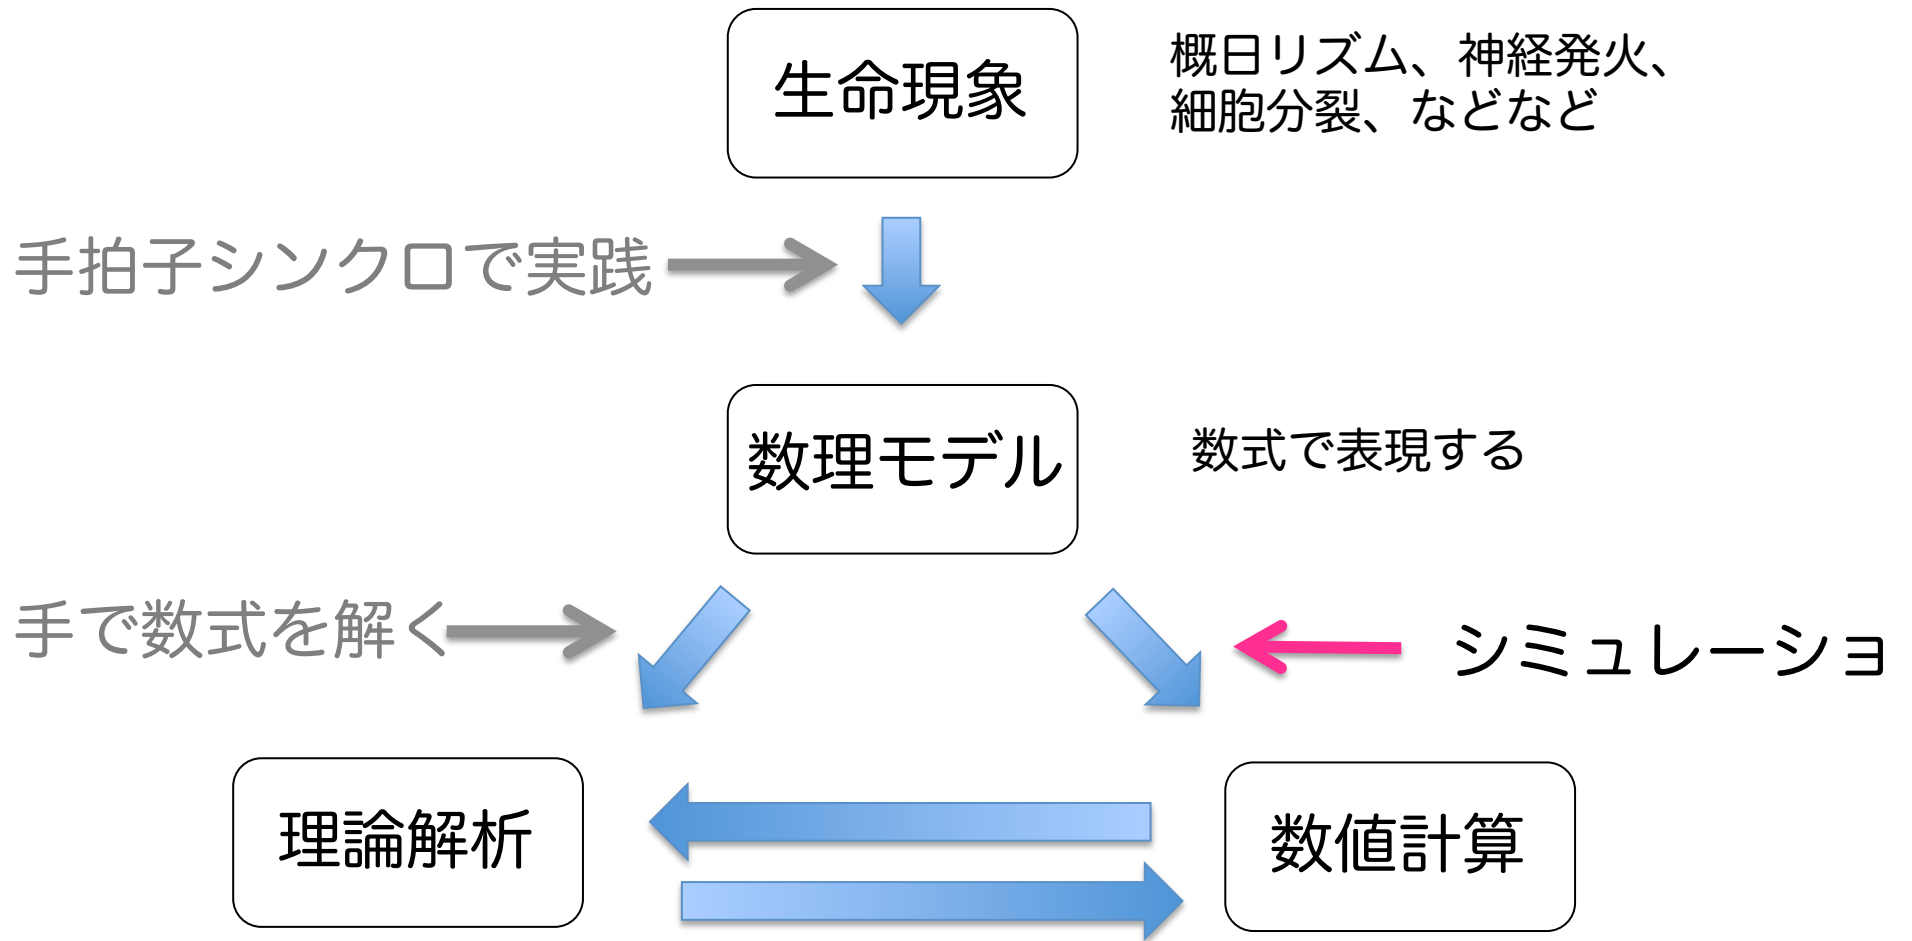 生命現象
概日リズム、神経発火、
細胞分裂、などなど
手拍子シンクロで実践
数理モデル
数式で表現する
手で数式を解く
シミュレーショ
理論解析
数値計算